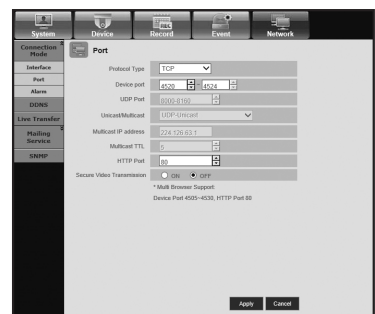 System Device Record Event Network
REC
Connection Mode
Interface
Port
Alarm
DDNS
Live Transfer
Mailing Service
SNMP
Port
Protocol Type TCP
Device port 4520 ~ 4524
UDP Port 8000-8160
Unicast/Multicast UDP-Unicast
Multicast IP address 224.126.63.1
Multicast TTL 5
HTTP Port 80
Secure Video Transmission ON OFF
* Multi Browser Support
Device Port 4505~4530, HTTP Port 80
Apply Cancel